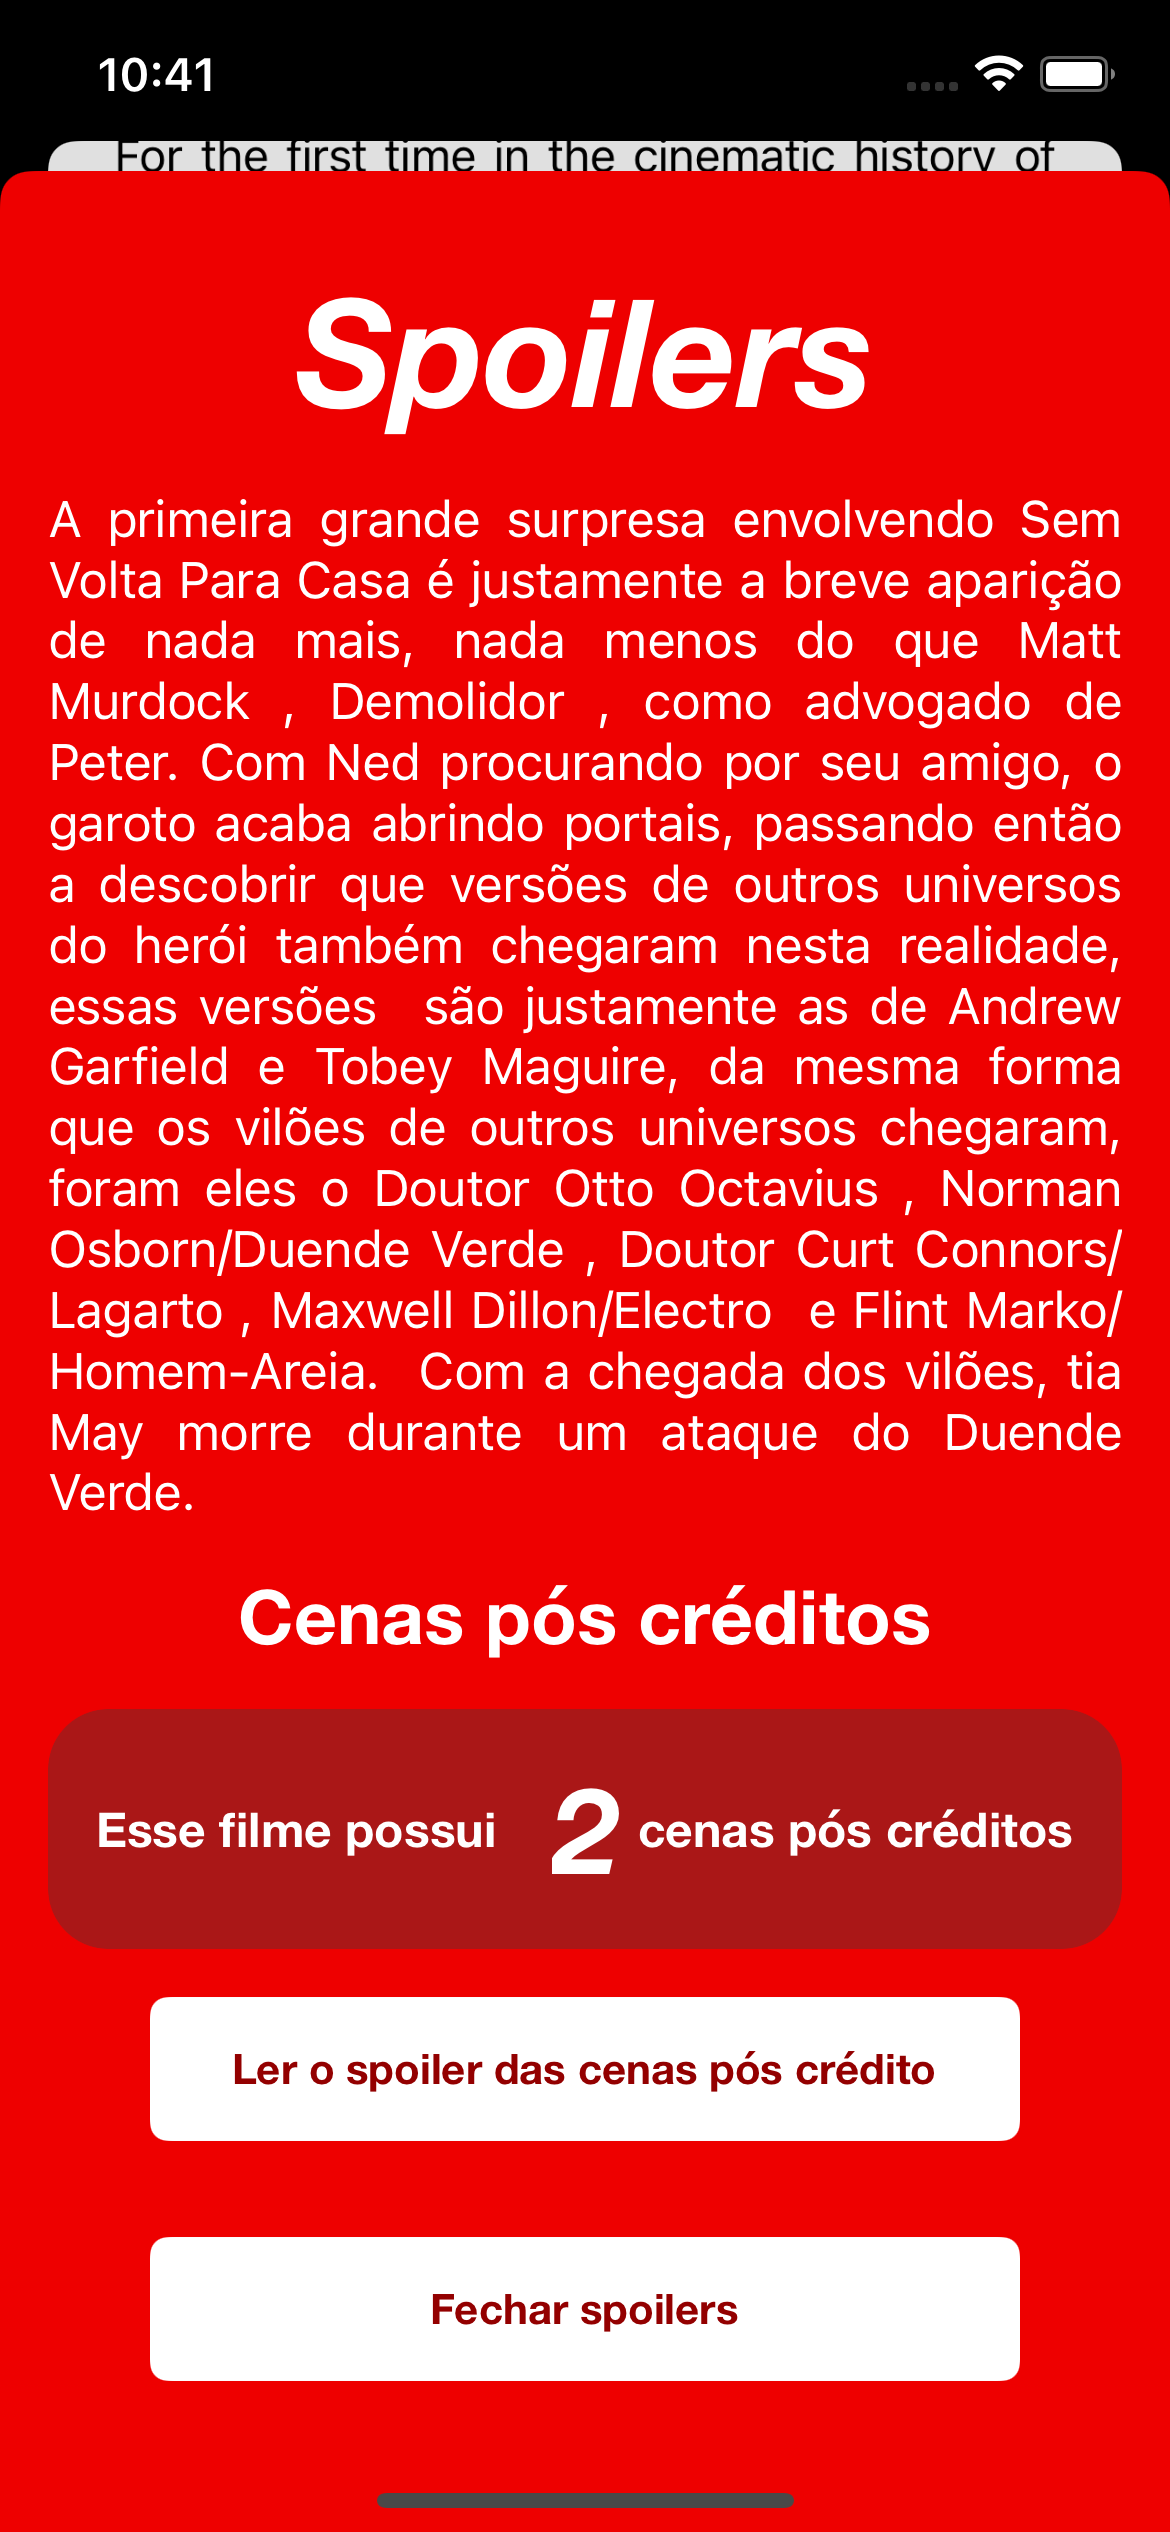 10:41
For the first time in the cinematic history of
Spoilers
A primeira grande surpresa envolvendo Sem
Volta Para Casa é justamente a breve aparição
de nada mais, nada menos do que Matt
Murdock , Demolidor , como advogado de
Peter. Com Ned procurando por seu amigo, o
garoto acaba abrindo portais, passando então
a descobrir que versões de outros universos
do herói também chegaram nesta realidade,
essas versões  são justamente as de Andrew
Garfield e Tobey Maguire, da mesma forma
que os vilões de outros universos chegaram,
foram eles o Doutor Otto Octavius , Norman
Osborn/Duende Verde , Doutor Curt Connors/
Lagarto , Maxwell Dillon/Electro  e Flint Marko/
Homem-Areia.  Com a chegada dos vilões, tia
May morre durante um ataque do Duende
Verde.
Cenas pós créditos
Esse filme possui 2 cenas pós créditos
Ler o spoiler das cenas pós crédito
Fechar spoilers